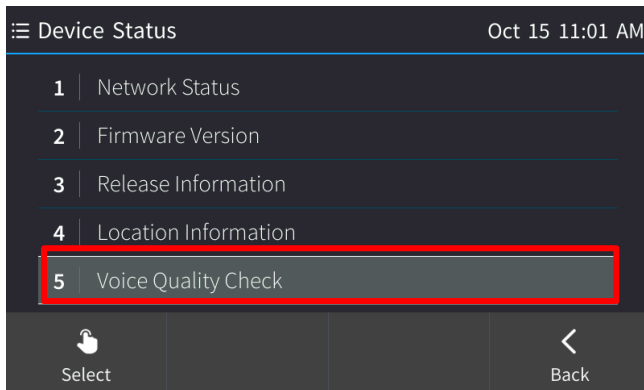 Device Status Oct 15 11:01 AM
1 Network Status
2 Firmware Version
3 Release Information
4 Location Information
5 Voice Quality Check
Select Back